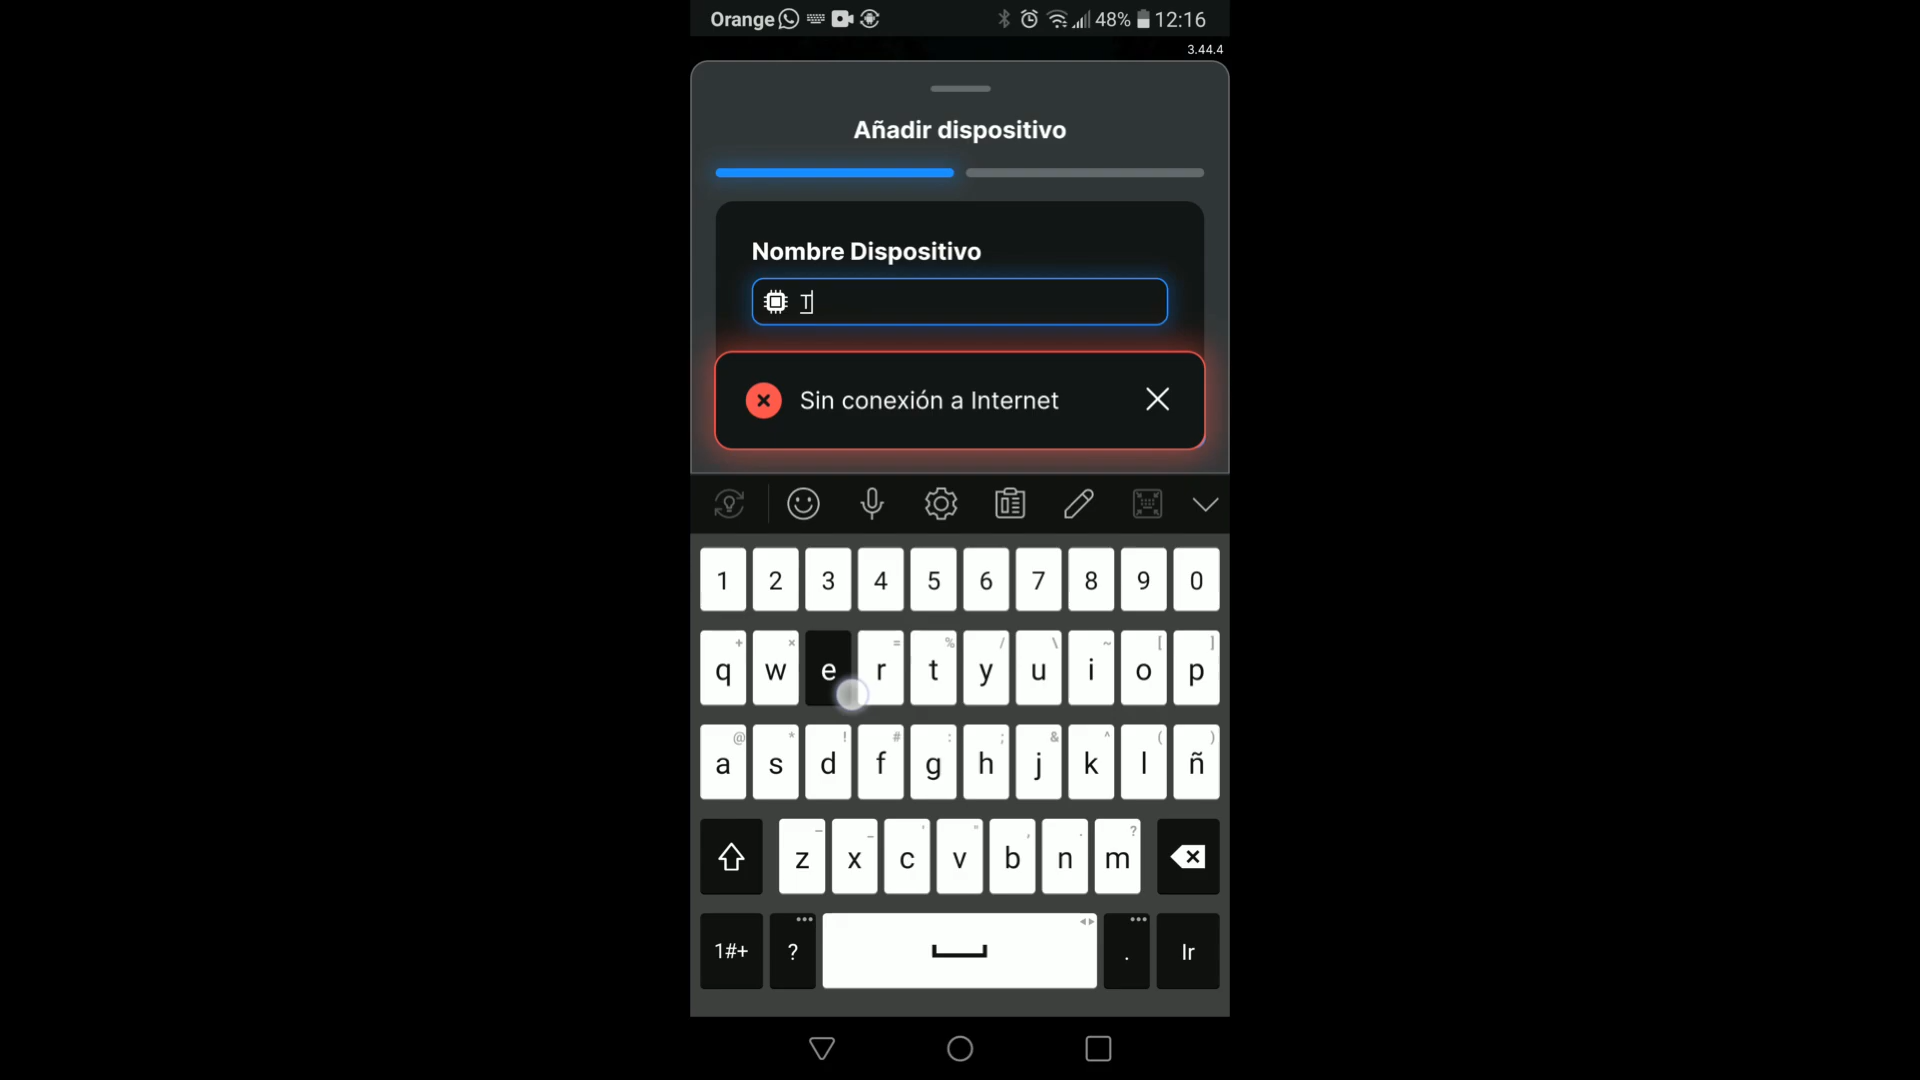 Orange 48% 12:16
3.44.4
Añadir dispositivo
Nombre Dispositivo
T
Sin conexión a Internet
1 2 3 4 5 6 7 8 9 0
+ × = % / \ ~ [ ]
q w e r t y u i o p
@ * ! # : ; & ^ ( )
a s d f g h j k l ñ
– _ ' " , . ?
z x c v b n m
1#+ ? . Ir